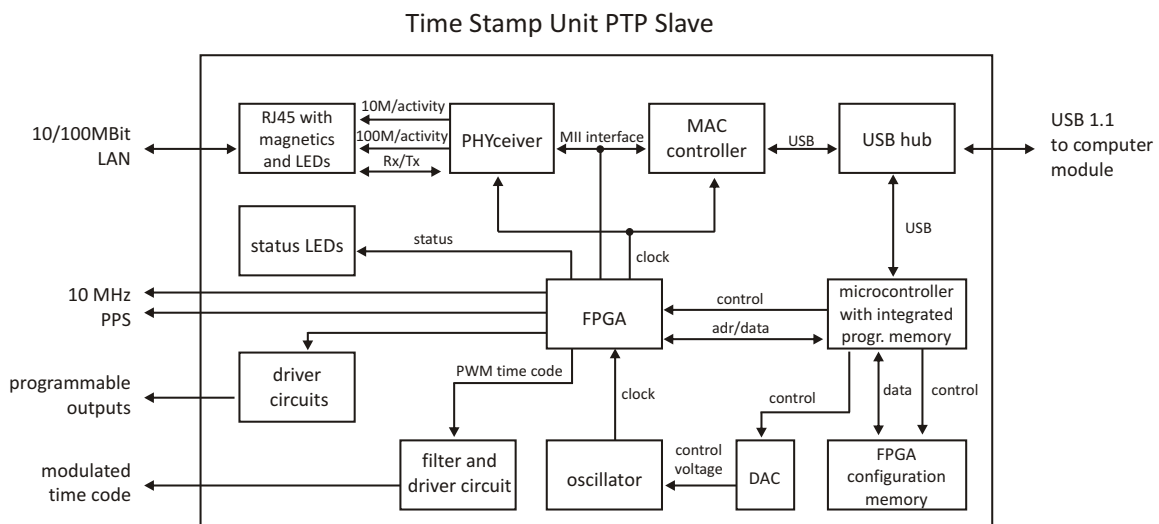 Time Stamp Unit PTP Slave
10/100MBit
LAN
RJ45 with
magnetics
and LEDs
10M/activity
100M/activity
Rx/Tx
PHYceiver
MII interface
MAC
controller
USB
USB hub
USB 1.1
to computer
module
status LEDs
status
clock
USB
10 MHz
PPS
FPGA
control
adr/data
microcontroller
with integrated
progr. memory
programmable
outputs
driver
circuits
PWM time code
clock
control
data
control
modulated
time code
filter and
driver circuit
oscillator
control
voltage
DAC
FPGA
configuration
memory